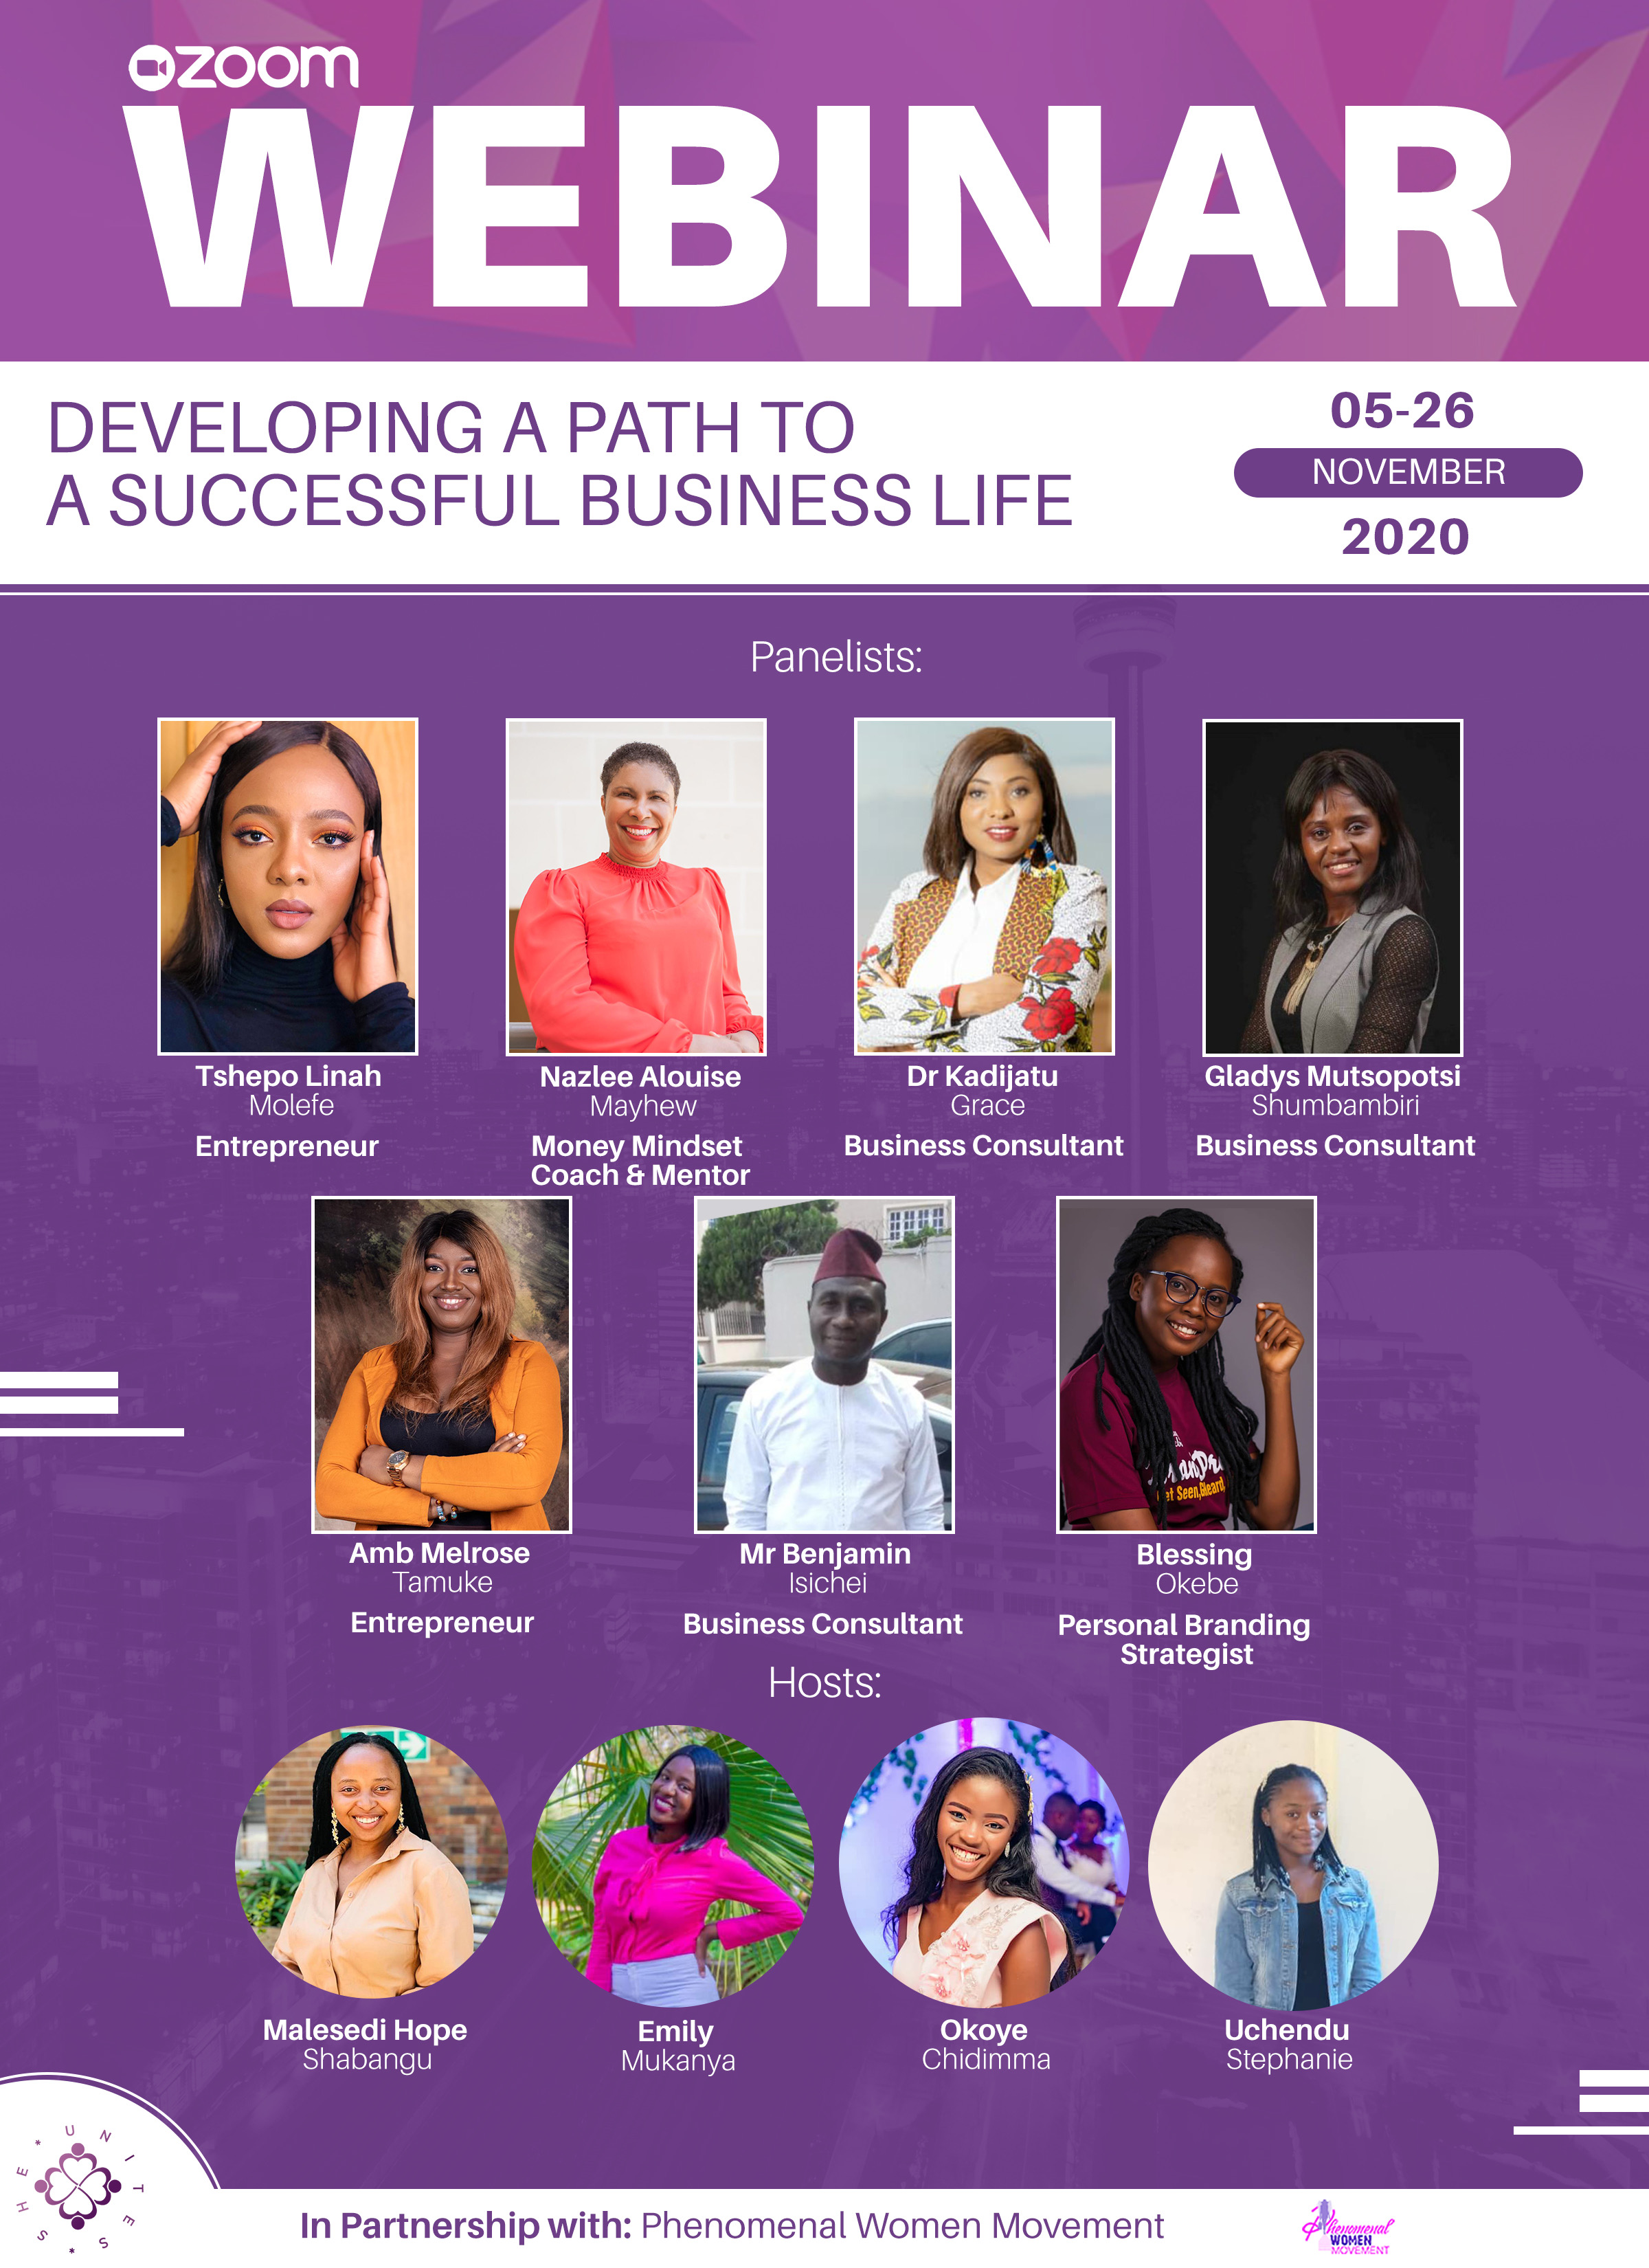 zoom
WEBINAR
DEVELOPING A PATH TO
A SUCCESSFUL BUSINESS LIFE
05-26
NOVEMBER
2020
Panelists:
Tshepo Linah
Molefe
Entrepreneur
Nazlee Alouise
Mayhew
Money Mindset
Coach & Mentor
Dr Kadijatu
Grace
Business Consultant
Gladys Mutsopotsi
Shumbambiri
Business Consultant
Amb Melrose
Tamuke
Entrepreneur
Mr Benjamin
Isichei
Business Consultant
et Seen,
Blessing
Okebe
Personal Branding
Strategist
Hosts:
Malesedi Hope
Shabangu
Emily
Mukanya
Okoye
Chidimma
Uchendu
Stephanie
SHE * UNITESS *
In Partnership with: Phenomenal Women Movement
Phenomenal
WOMEN
MOVEMENT